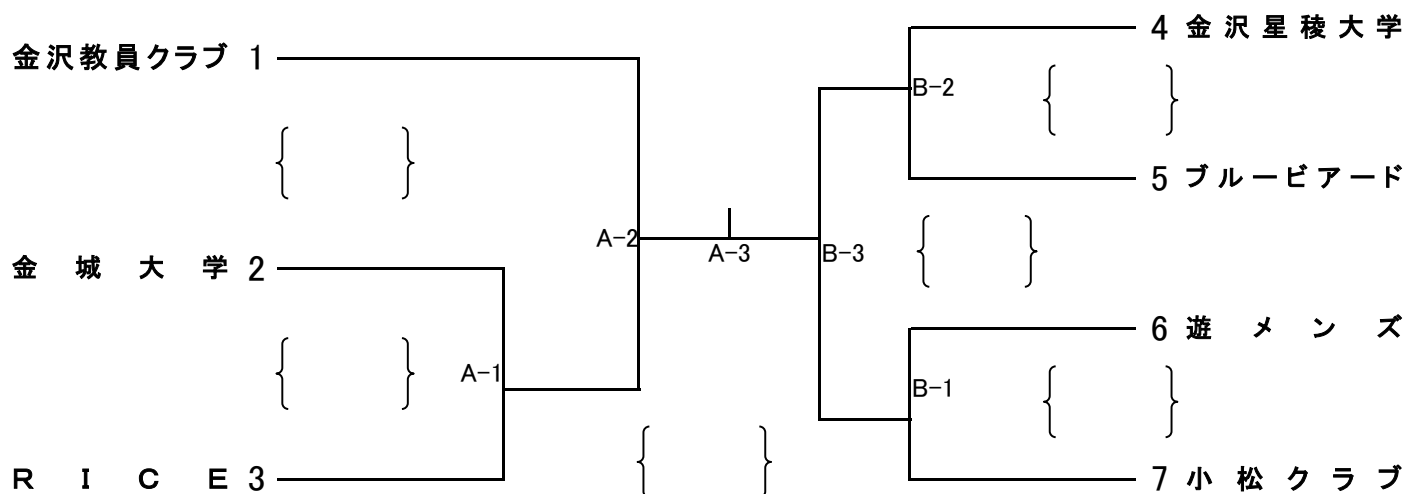 金沢教員クラブ 1
金城大学 2
RICE 3
A-1
A-2
A-3
B-3
B-2
B-1
4 金沢星稜大学
5 ブルービアード
6 遊メンズ
7 小松クラブ